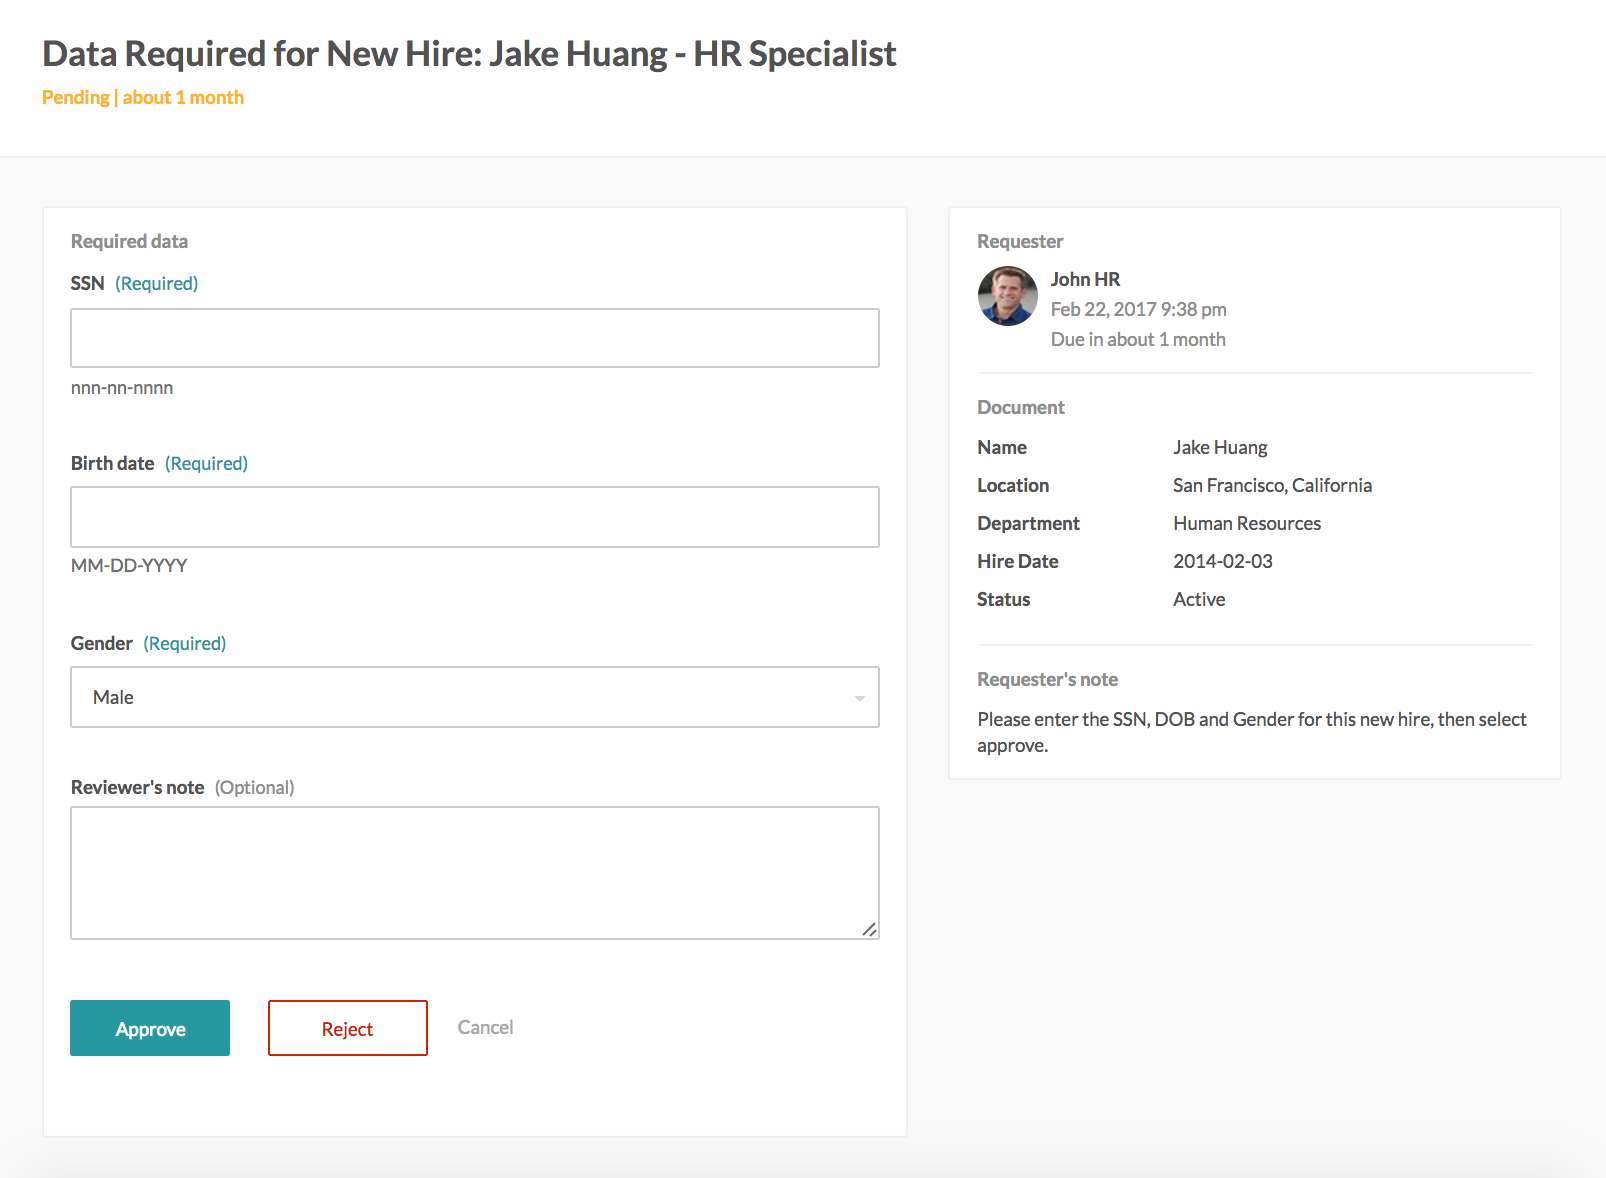 Data Required for New Hire: Jake Huang - HR Specialist
Pending | about 1 month
Required data
SSN (Required)
nnn-nn-nnnn
Birth date (Required)
MM-DD-YYYY
Gender (Required)
Male
Reviewer's note (Optional)
Approve
Reject
Cancel
Requester
John HR
Feb 22, 2017 9:38 pm
Due in about 1 month
Document
Name Jake Huang
Location San Francisco, California
Department Human Resources
Hire Date 2014-02-03
Status Active
Requester's note
Please enter the SSN, DOB and Gender for this new hire, then select
approve.